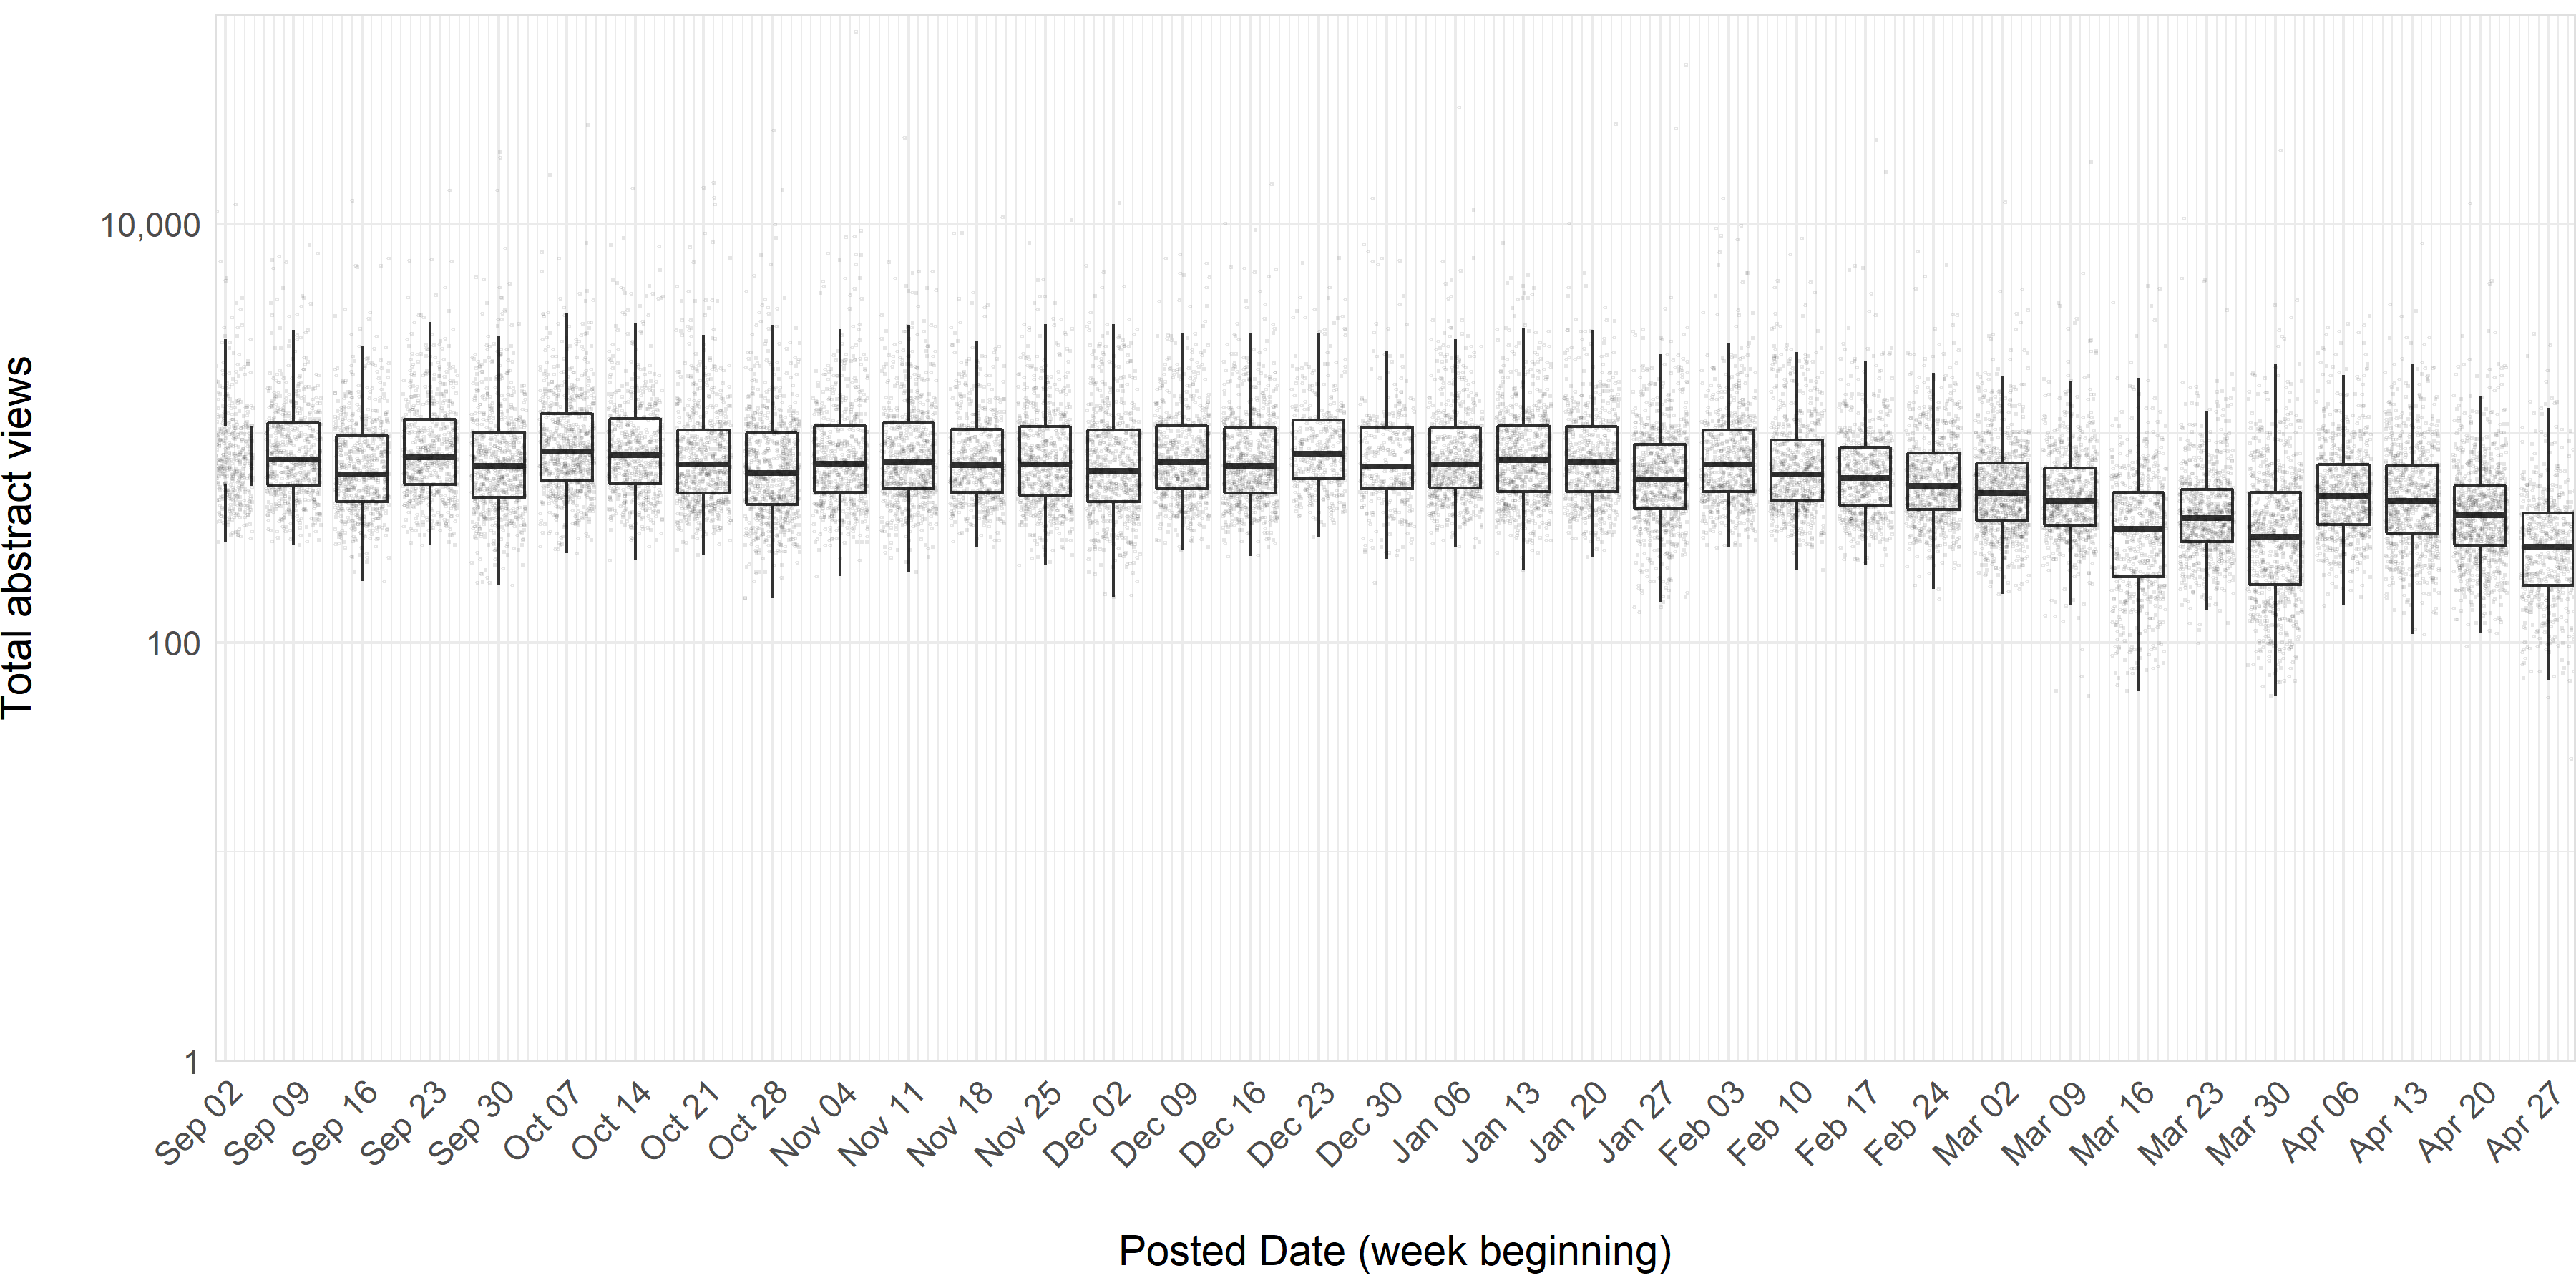 Total abstract views
10,000
100
1
Sep 02
Sep 09
Sep 16
Sep 23
Sep 30
Oct 07
Oct 14
Oct 21
Oct 28
Nov 04
Nov 11
Nov 18
Nov 25
Dec 02
Dec 09
Dec 16
Dec 23
Dec 30
Jan 06
Jan 13
Jan 20
Jan 27
Feb 03
Feb 10
Feb 17
Feb 24
Mar 02
Mar 09
Mar 16
Mar 23
Mar 30
Apr 06
Apr 13
Apr 20
Apr 27
Posted Date (week beginning)